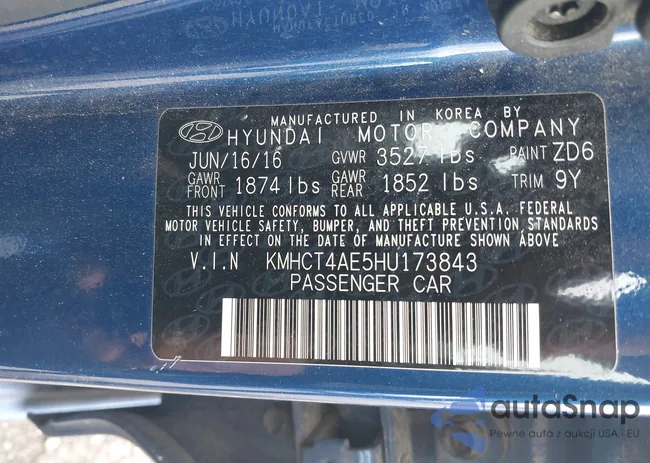 MANUFACTURED IN KOREA BY
HYUNDAI MOTOR COMPANY
JUN/16/16 GVWR 3527 lbs PAINT ZD6
GAWR FRONT 1874 lbs GAWR REAR 1852 lbs TRIM 9Y
THIS VEHICLE CONFORMS TO ALL APPLICABLE U.S.A. FEDERAL
MOTOR VEHICLE SAFETY, BUMPER, AND THEFT PREVENTION STANDARDS
IN EFFECT ON THE DATE OF MANUFACTURE SHOWN ABOVE
V.I.N KMHCT4AE5HU173843
PASSENGER CAR
autoSnap
Pewne auta z aukcji USA · EU